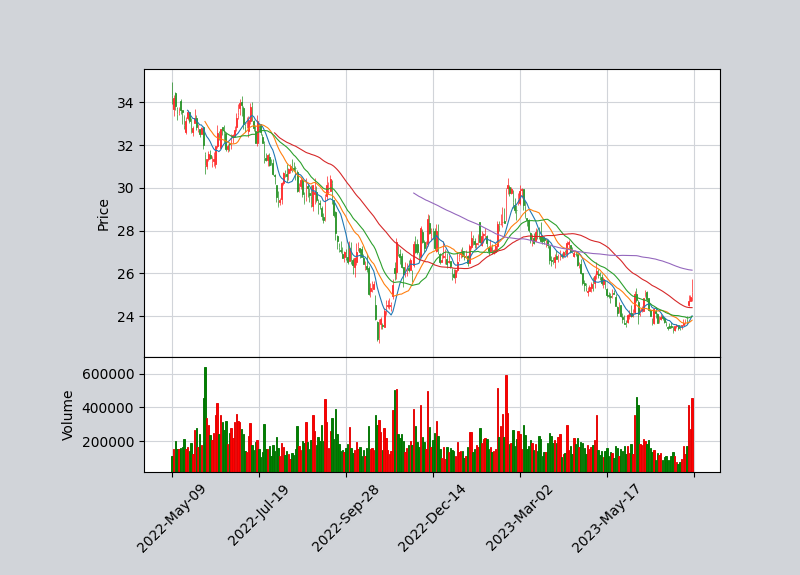 Price
34
32
30
28
26
24
Volume
600000
400000
200000
2022-May-09
2022-Jul-19
2022-Sep-28
2022-Dec-14
2023-Mar-02
2023-May-17